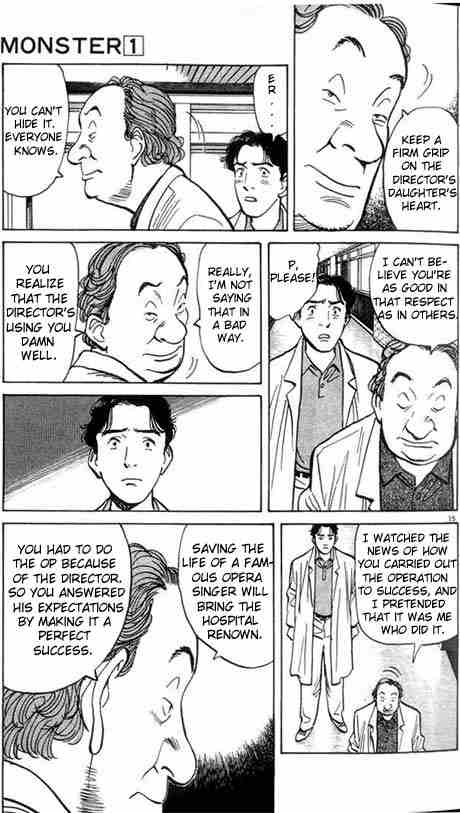 MONSTER 1
KEEP A
FIRM GRIP
ON THE
DIRECTOR'S
DAUGHTER'S
HEART.
E
R
...
YOU CAN'T
HIDE IT.
EVERYONE
KNOWS.
I CAN'T BE-
LIEVE YOU'RE
AS GOOD IN
THAT RESPECT
AS IN OTHERS.
P,
PLEASE!
REALLY,
I'M NOT
SAYING
THAT IN
A BAD
WAY.
YOU
REALIZE
THAT THE
DIRECTOR'S
USING YOU
DAMN
WELL.
15
I WATCHED THE
NEWS OF HOW
YOU CARRIED OUT
THE OPERATION
TO SUCCESS, AND
I PRETENDED
THAT IT WAS ME
WHO DID IT.
SAVING THE
LIFE OF A FAM-
OUS OPERA
SINGER WILL
BRING THE
HOSPITAL
RENOWN.
YOU HAD TO DO
THE OP BECAUSE
OF THE DIRECTOR.
SO YOU ANSWERED
HIS EXPECTATIONS
BY MAKING IT A
PERFECT
SUCCESS.